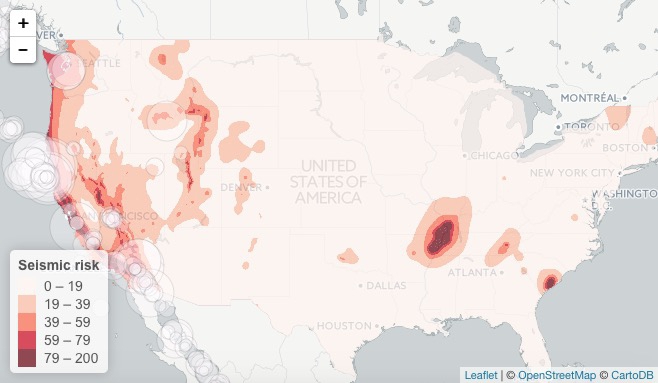 +
−
VER
SEATTLE
MONTRÉAL
TORONTO
BOSTON
CHICAGO
NEW YORK CITY
UNITED
STATES OF
AMERICA
DENVER
WASHINGTON
SAN FRANCISCO
ATLANTA
DALLAS
HOUSTON
Seismic risk
0 – 19
19 – 39
39 – 59
59 – 79
79 – 200
Leaflet | © OpenStreetMap © CartoDB